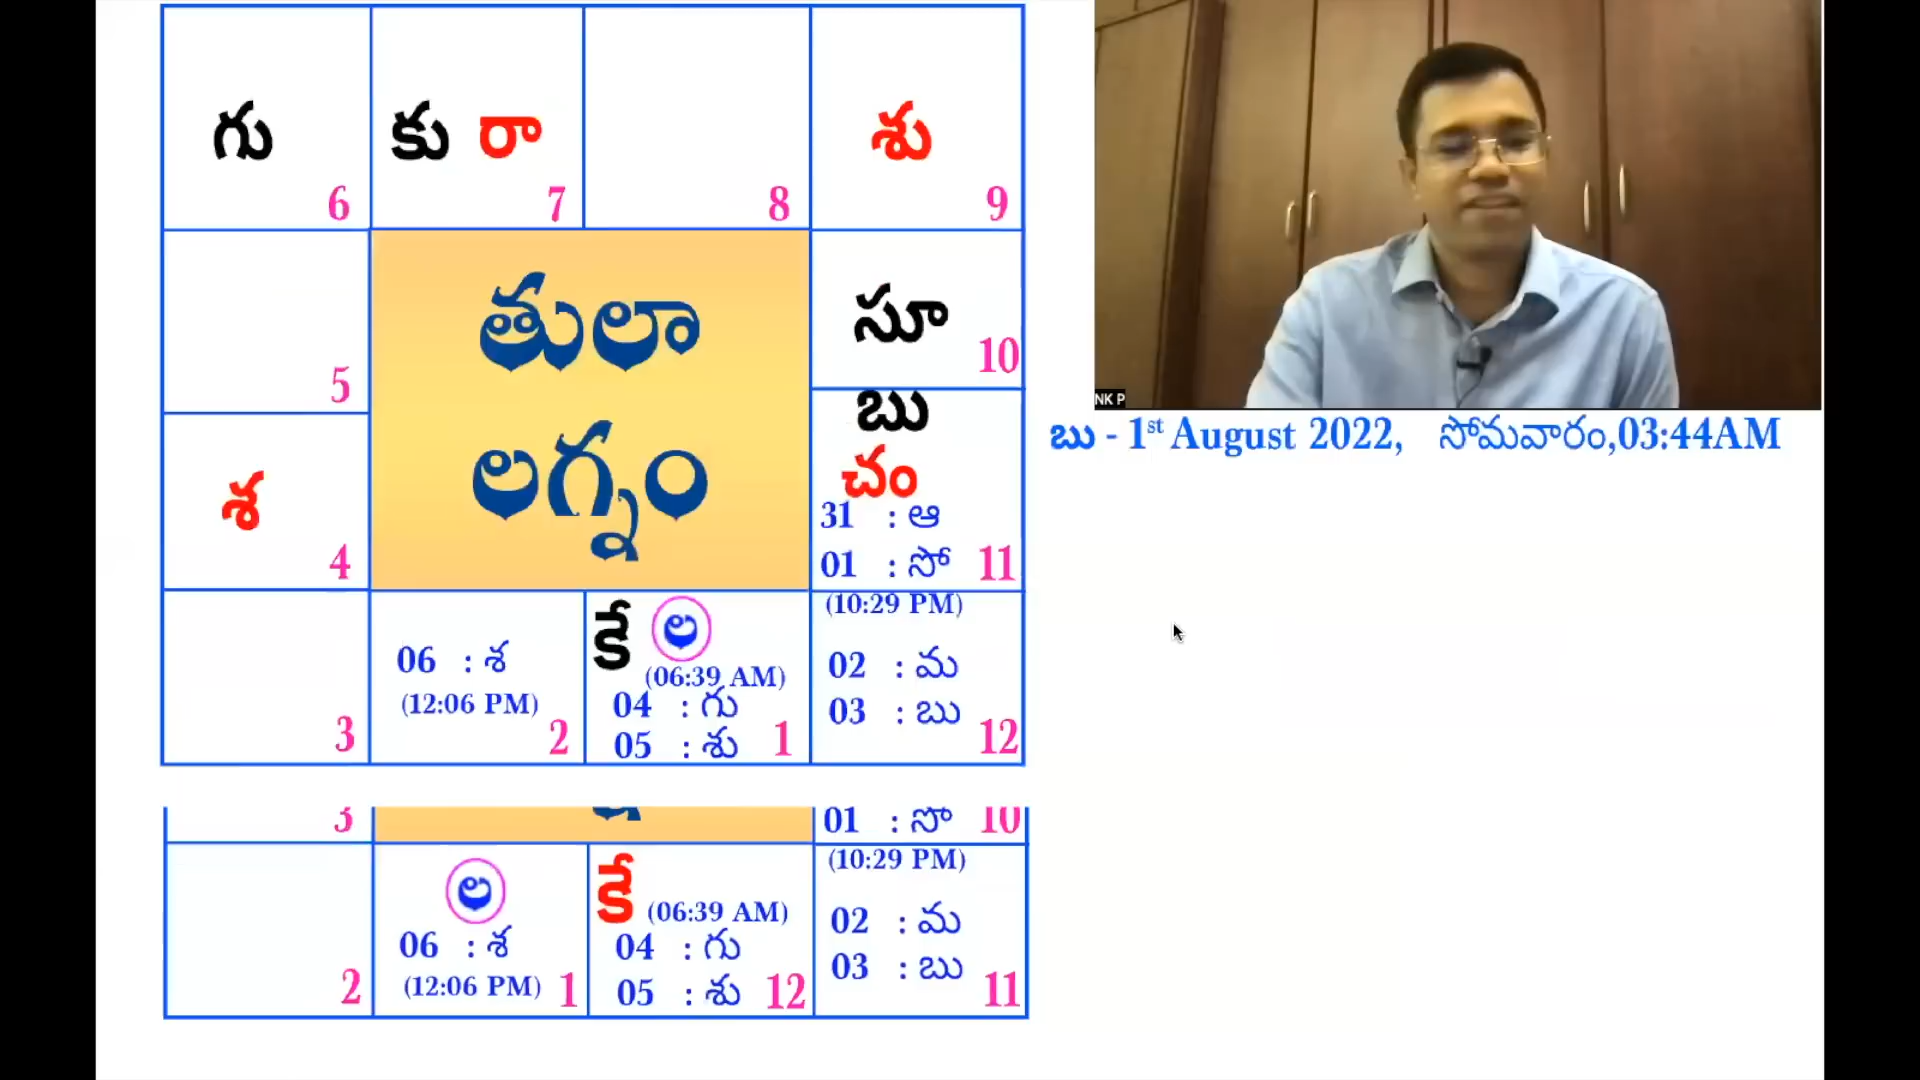 గు
6
కు రా
7
8
శు
9
5
తులా
లగ్నం
సూ
10
శ
4
బు
చం
31 : ఆ
01 : సో 11
3
06 : శ
(12:06 PM)
2
కే ల
(06:39 AM)
04 : గు
05 : శు 1
(10:29 PM)
02 : మ
03 : బు
12
NK P
బు - 1st August 2022, సోమవారం,03:44AM
3
01 : సో 10
2
ల
06 : శ
(12:06 PM) 1
కే (06:39 AM)
04 : గు
05 : శు 12
(10:29 PM)
02 : మ
03 : బు
11